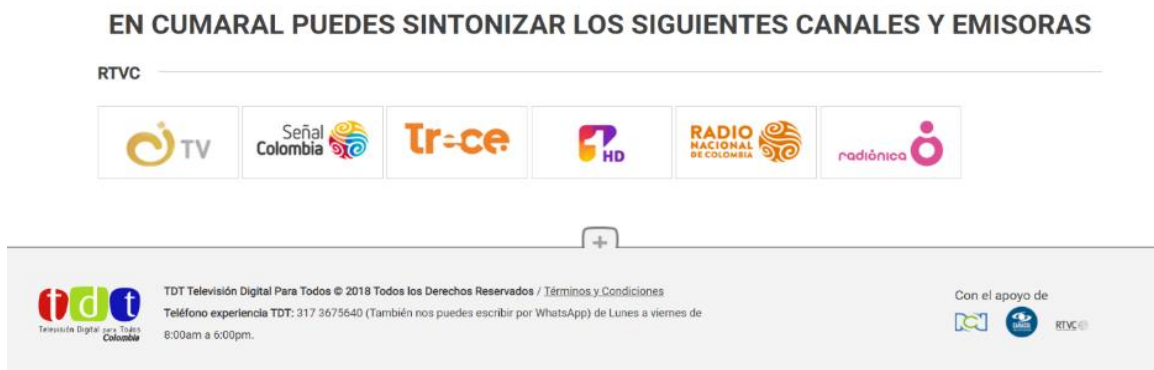 EN CUMARAL PUEDES SINTONIZAR LOS SIGUIENTES CANALES Y EMISORAS
RTVC
TV
Señal
Colombia
Tr=ce
1
HD
RADIO
NACIONAL
DE COLOMBIA
radiónica
+
tdt
Televisión Digital para Todos
Colombia
TDT Televisión Digital Para Todos © 2018 Todos los Derechos Reservados / Términos y Condiciones
Teléfono experiencia TDT: 317 3675640 (También nos puedes escribir por WhatsApp) de Lunes a viernes de
8:00am a 6:00pm.
Con el apoyo de
RCN
CARACOL
RTVC